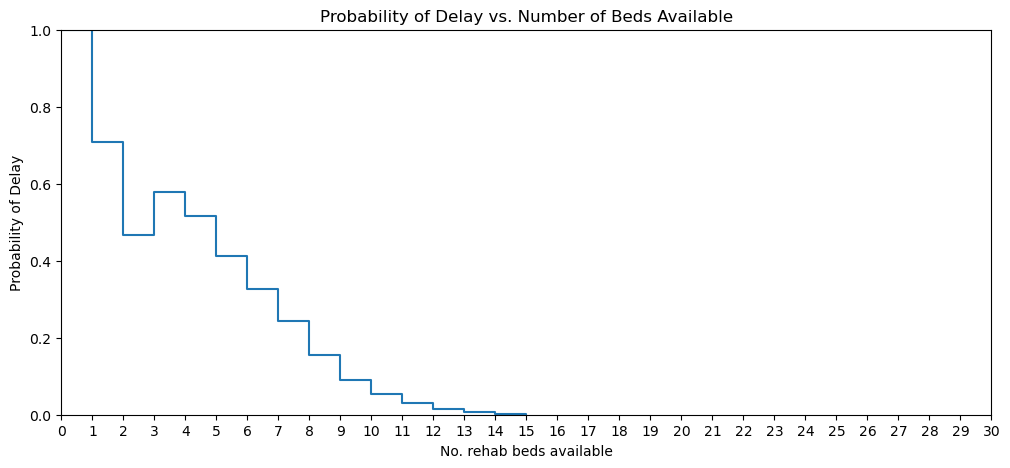 Probability of Delay vs. Number of Beds Available
1.0
0.8
0.6
0.4
0.2
0.0
Probability of Delay
0 1 2 3 4 5 6 7 8 9 10 11 12 13 14 15 16 17 18 19 20 21 22 23 24 25 26 27 28 29 30
No. rehab beds available